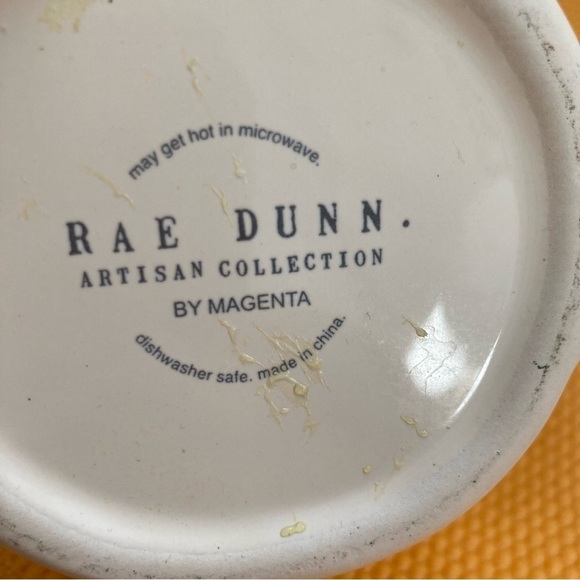 may get hot in microwave.
RAE DUNN.
ARTISAN COLLECTION
BY MAGENTA
dishwasher safe. made in china.